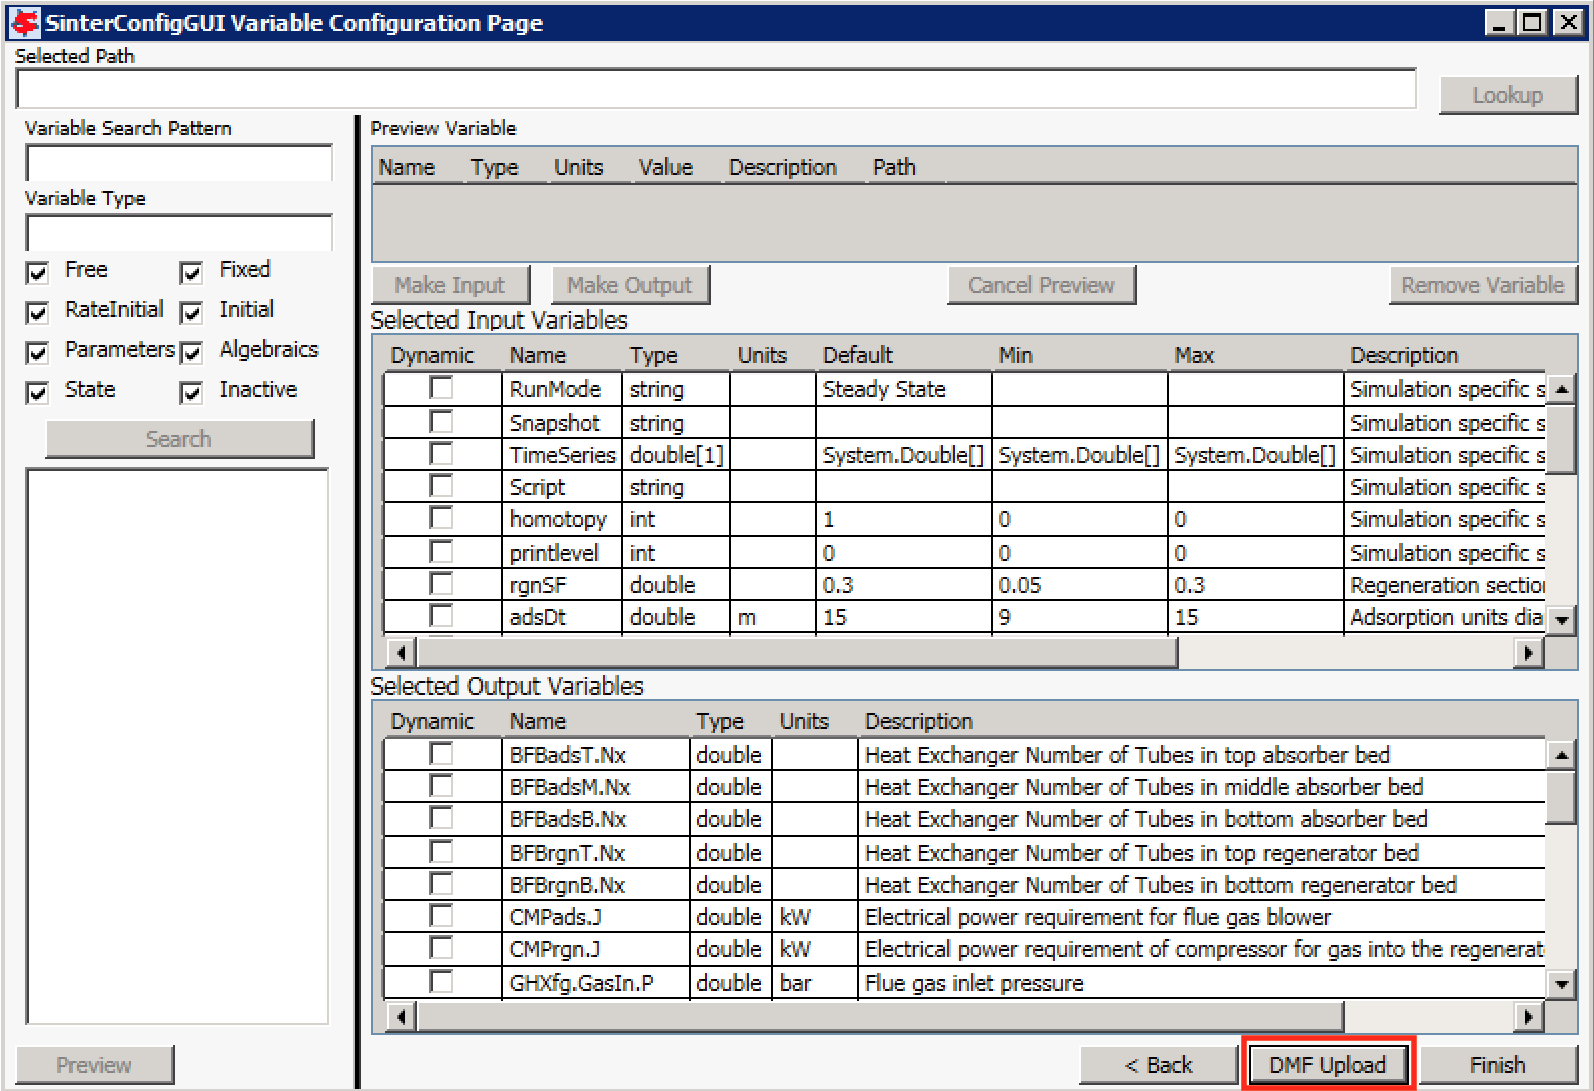 SinterConfigGUI Variable Configuration Page
Selected Path
Lookup
Variable Search Pattern
Variable Type
Free Fixed
RateInitial Initial
Parameters Algebraics
State Inactive
Search
Preview
Preview Variable
Name Type Units Value Description Path
Make Input Make Output Cancel Preview Remove Variable
Selected Input Variables
Dynamic Name Type Units Default Min Max Description
RunMode string Steady State Simulation specific s
Snapshot string Simulation specific s
TimeSeries double[1] System.Double[] System.Double[] System.Double[] Simulation specific s
Script string Simulation specific s
homotopy int 1 0 0 Simulation specific s
printlevel int 0 0 0 Simulation specific s
rgnSF double 0.3 0.05 0.3 Regeneration section
adsDt double m 15 9 15 Adsorption units dia
Selected Output Variables
Dynamic Name Type Units Description
BFBadsT.Nx double Heat Exchanger Number of Tubes in top absorber bed
BFBadsM.Nx double Heat Exchanger Number of Tubes in middle absorber bed
BFBadsB.Nx double Heat Exchanger Number of Tubes in bottom absorber bed
BFBrgnT.Nx double Heat Exchanger Number of Tubes in top regenerator bed
BFBrgnB.Nx double Heat Exchanger Number of Tubes in bottom regenerator bed
CMPads.J double kW Electrical power requirement for flue gas blower
CMPrgn.J double kW Electrical power requirement of compressor for gas into the regenerat
GHXfg.GasIn.P double bar Flue gas inlet pressure
< Back DMF Upload Finish